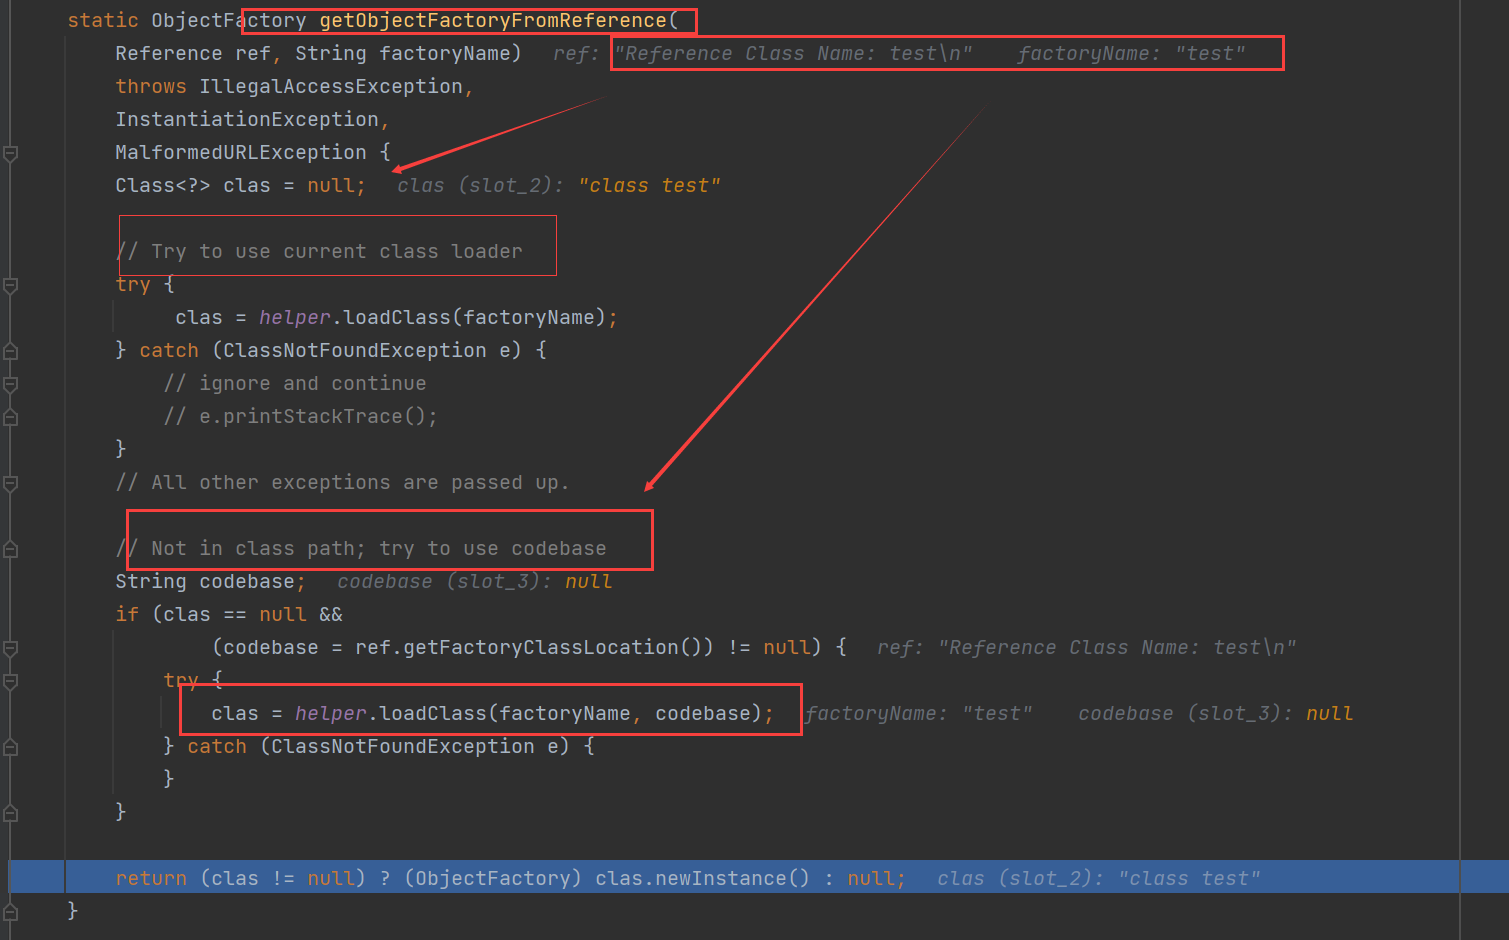 static ObjectFactory getObjectFactoryFromReference(
Reference ref, String factoryName)   ref: "Reference Class Name: test\n"   factoryName: "test"
throws IllegalAccessException,
InstantiationException,
MalformedURLException {
Class<?> clas = null;   clas (slot_2): "class test"
// Try to use current class loader
try {
clas = helper.loadClass(factoryName);
} catch (ClassNotFoundException e) {
// ignore and continue
// e.printStackTrace();
}
// All other exceptions are passed up.
// Not in class path; try to use codebase
String codebase;   codebase (slot_3): null
if (clas == null &&
(codebase = ref.getFactoryClassLocation()) != null) {   ref: "Reference Class Name: test\n"
try {
clas = helper.loadClass(factoryName, codebase);   factoryName: "test"   codebase (slot_3): null
} catch (ClassNotFoundException e) {
}
}
return (clas != null) ? (ObjectFactory) clas.newInstance() : null;   clas (slot_2): "class test"
}